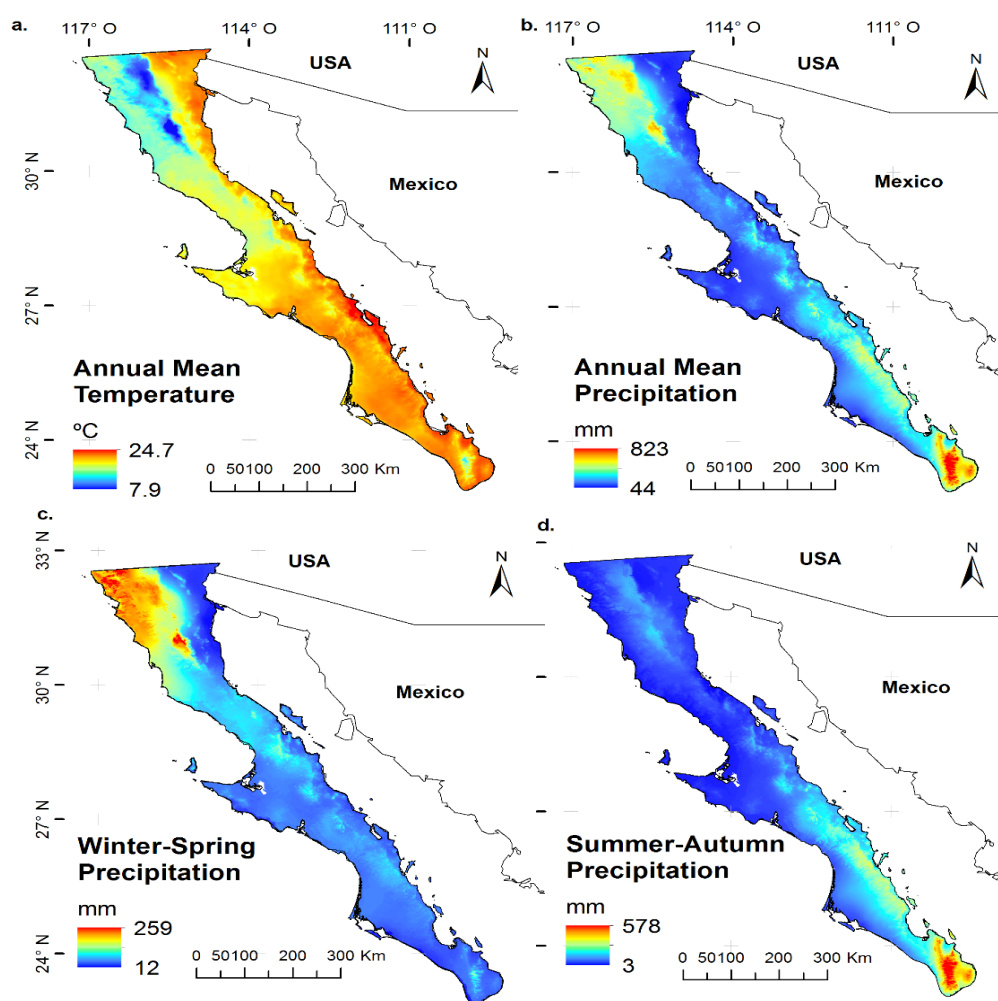 a.
117° O
114° O
111° O
N
USA
Mexico
30° N
27° N
24° N
Annual Mean
Temperature
ºC
24.7
7.9
0 50100 200 300 Km
b.
117° O
114° O
111° O
N
USA
Mexico
Annual Mean
Precipitation
mm
823
44
0 50100 200 300 Km
c.
33° N
N
USA
Mexico
30° N
27° N
24° N
Winter-Spring
Precipitation
mm
259
12
0 50100 200 300 Km
d.
N
USA
Mexico
Summer-Autumn
Precipitation
mm
578
3
0 50100 200 300 Km